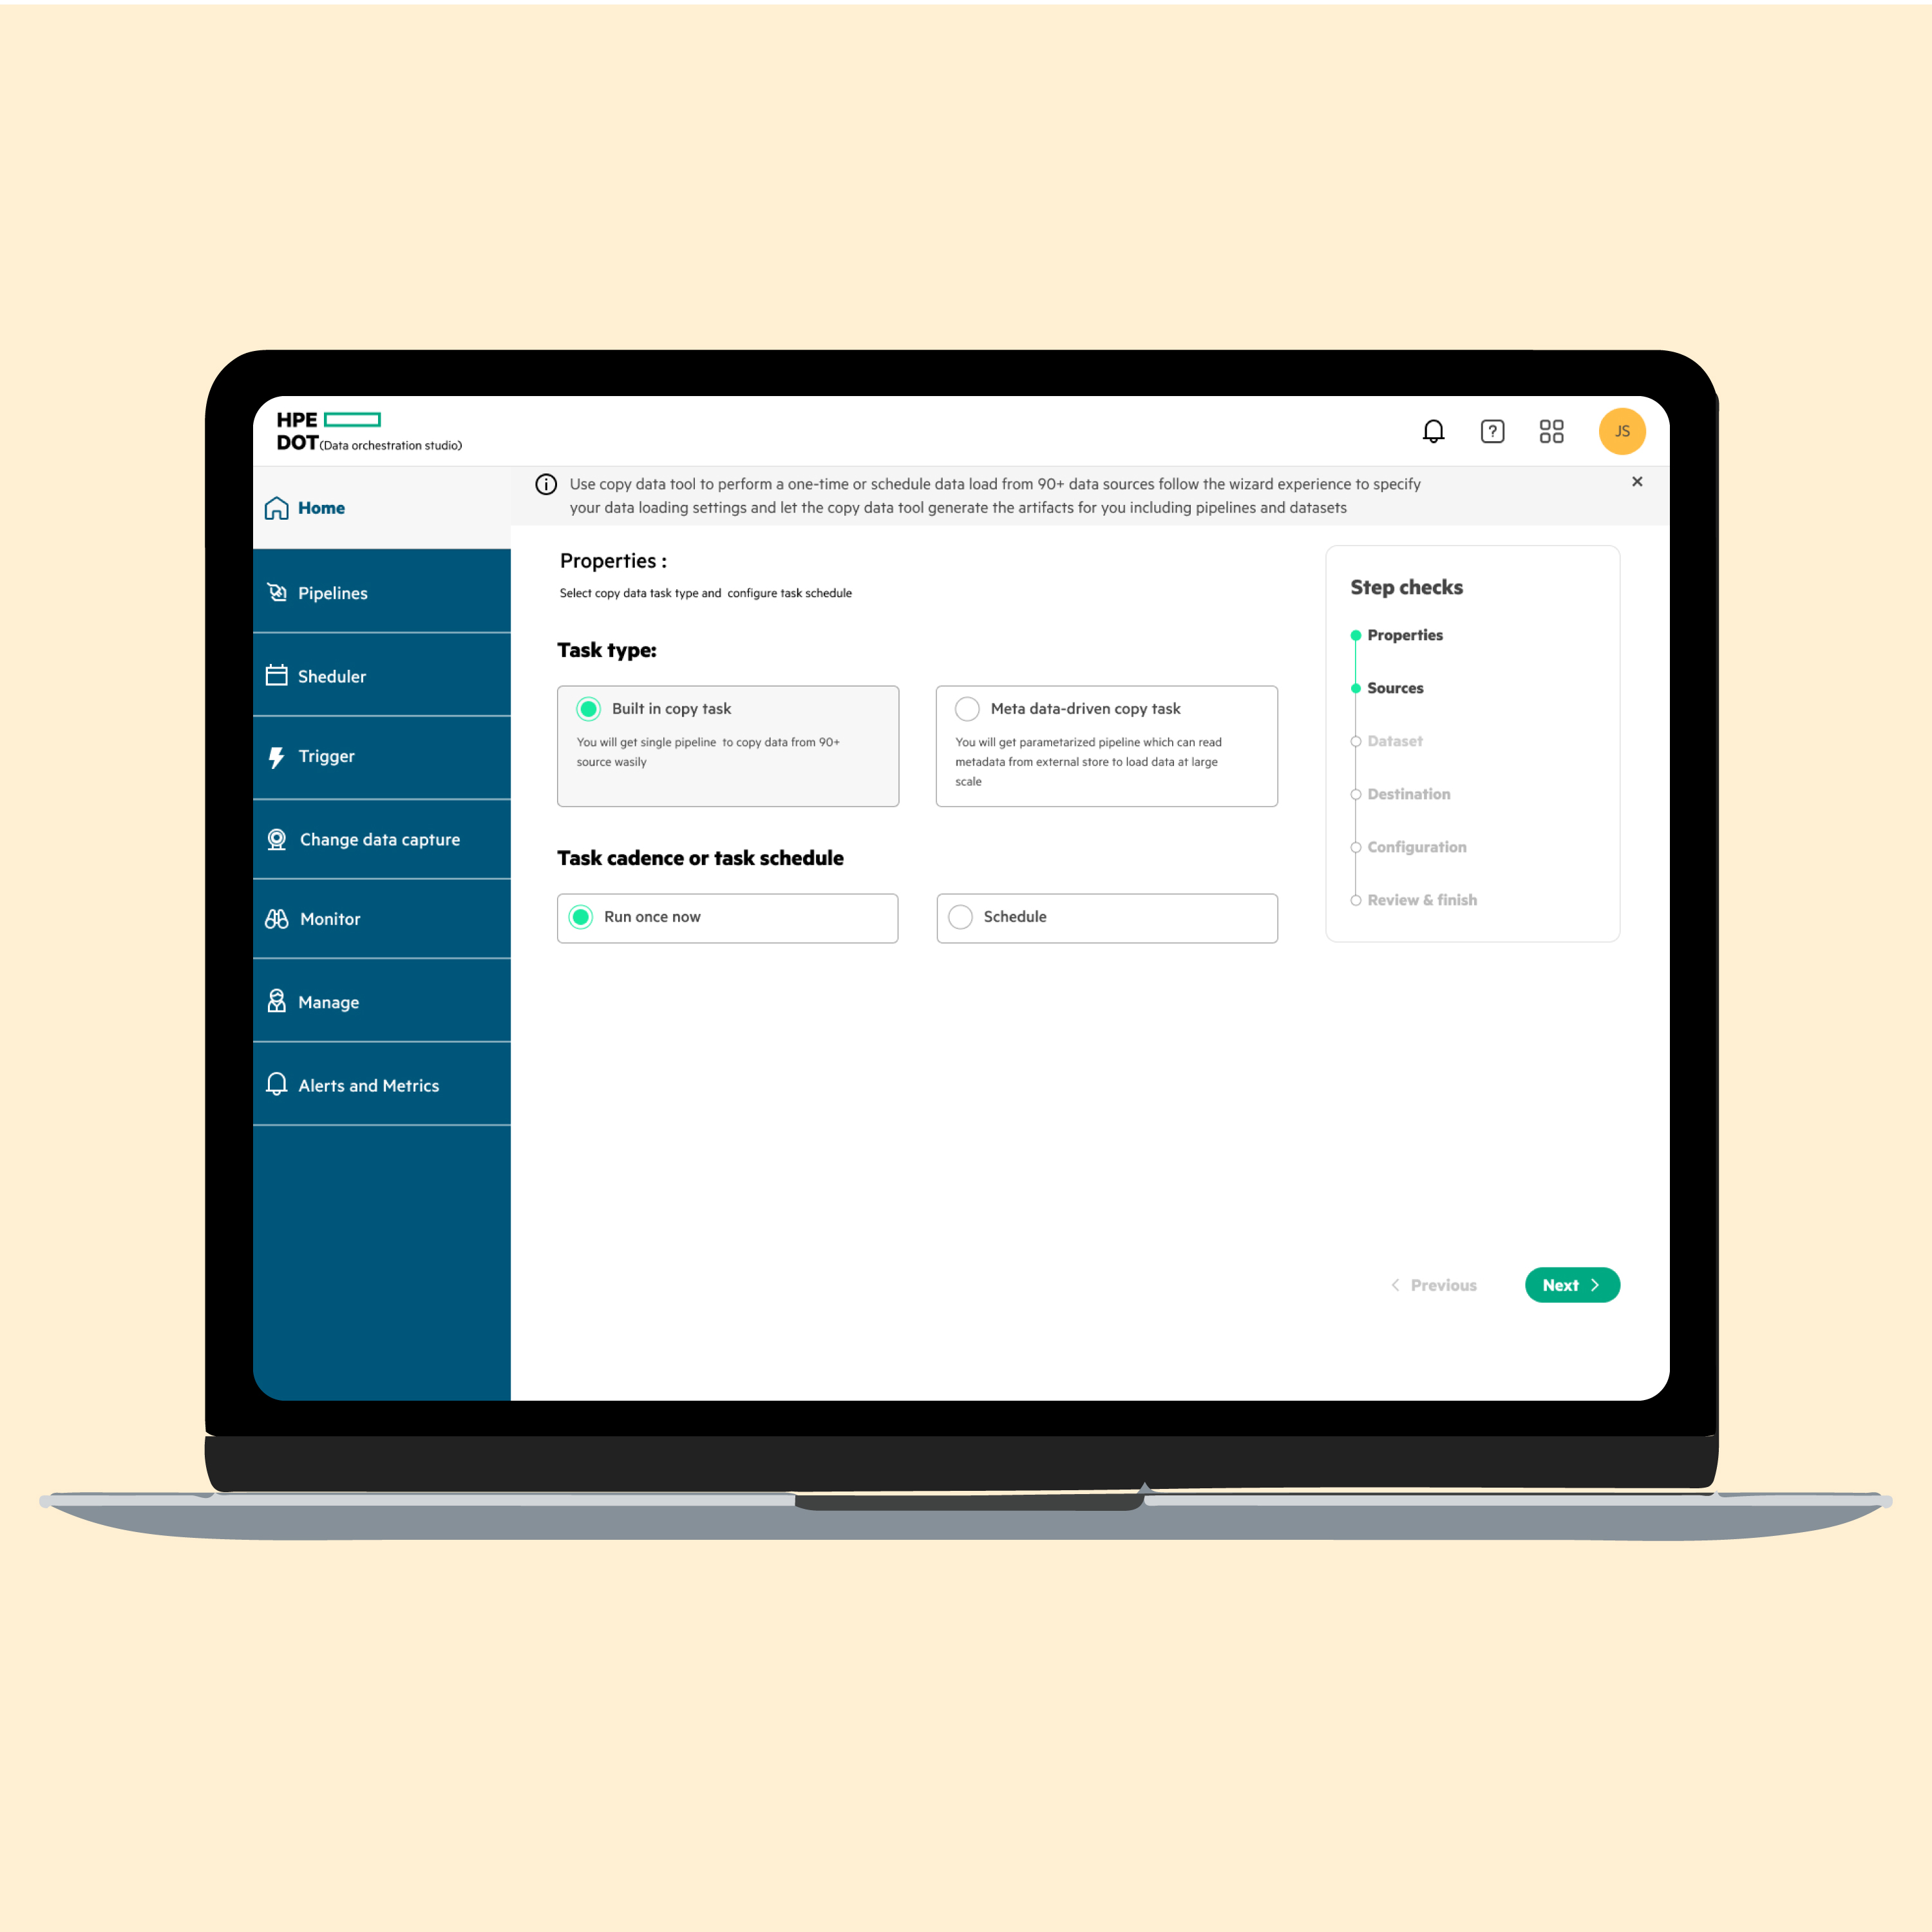 HPE
DOT(Data orchestration studio)
?
JS
Home
Pipelines
Sheduler
Trigger
Change data capture
Monitor
Manage
Alerts and Metrics
Use copy data tool to perform a one-time or schedule data load from 90+ data sources follow the wizard experience to specify
your data loading settings and let the copy data tool generate the artifacts for you including pipelines and datasets
Properties :
Select copy data task type and configure task schedule
Task type:
Built in copy task
You will get single pipeline to copy data from 90+
source wasily
Meta data-driven copy task
You will get parametarized pipeline which can read
metadata from external store to load data at large
scale
Task cadence or task schedule
Run once now
Schedule
Step checks
Properties
Sources
Dataset
Destination
Configuration
Review & finish
Previous
Next